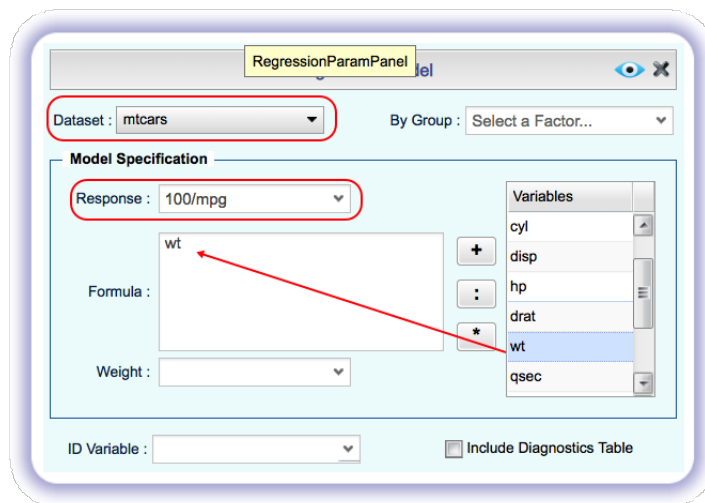 RegressionParamPanel
Dataset : mtcars
By Group : Select a Factor...
Model Specification
Response : 100/mpg
Variables
cyl
disp
hp
drat
wt
qsec
wt
Formula :
+
:
*
Weight :
ID Variable :
Include Diagnostics Table